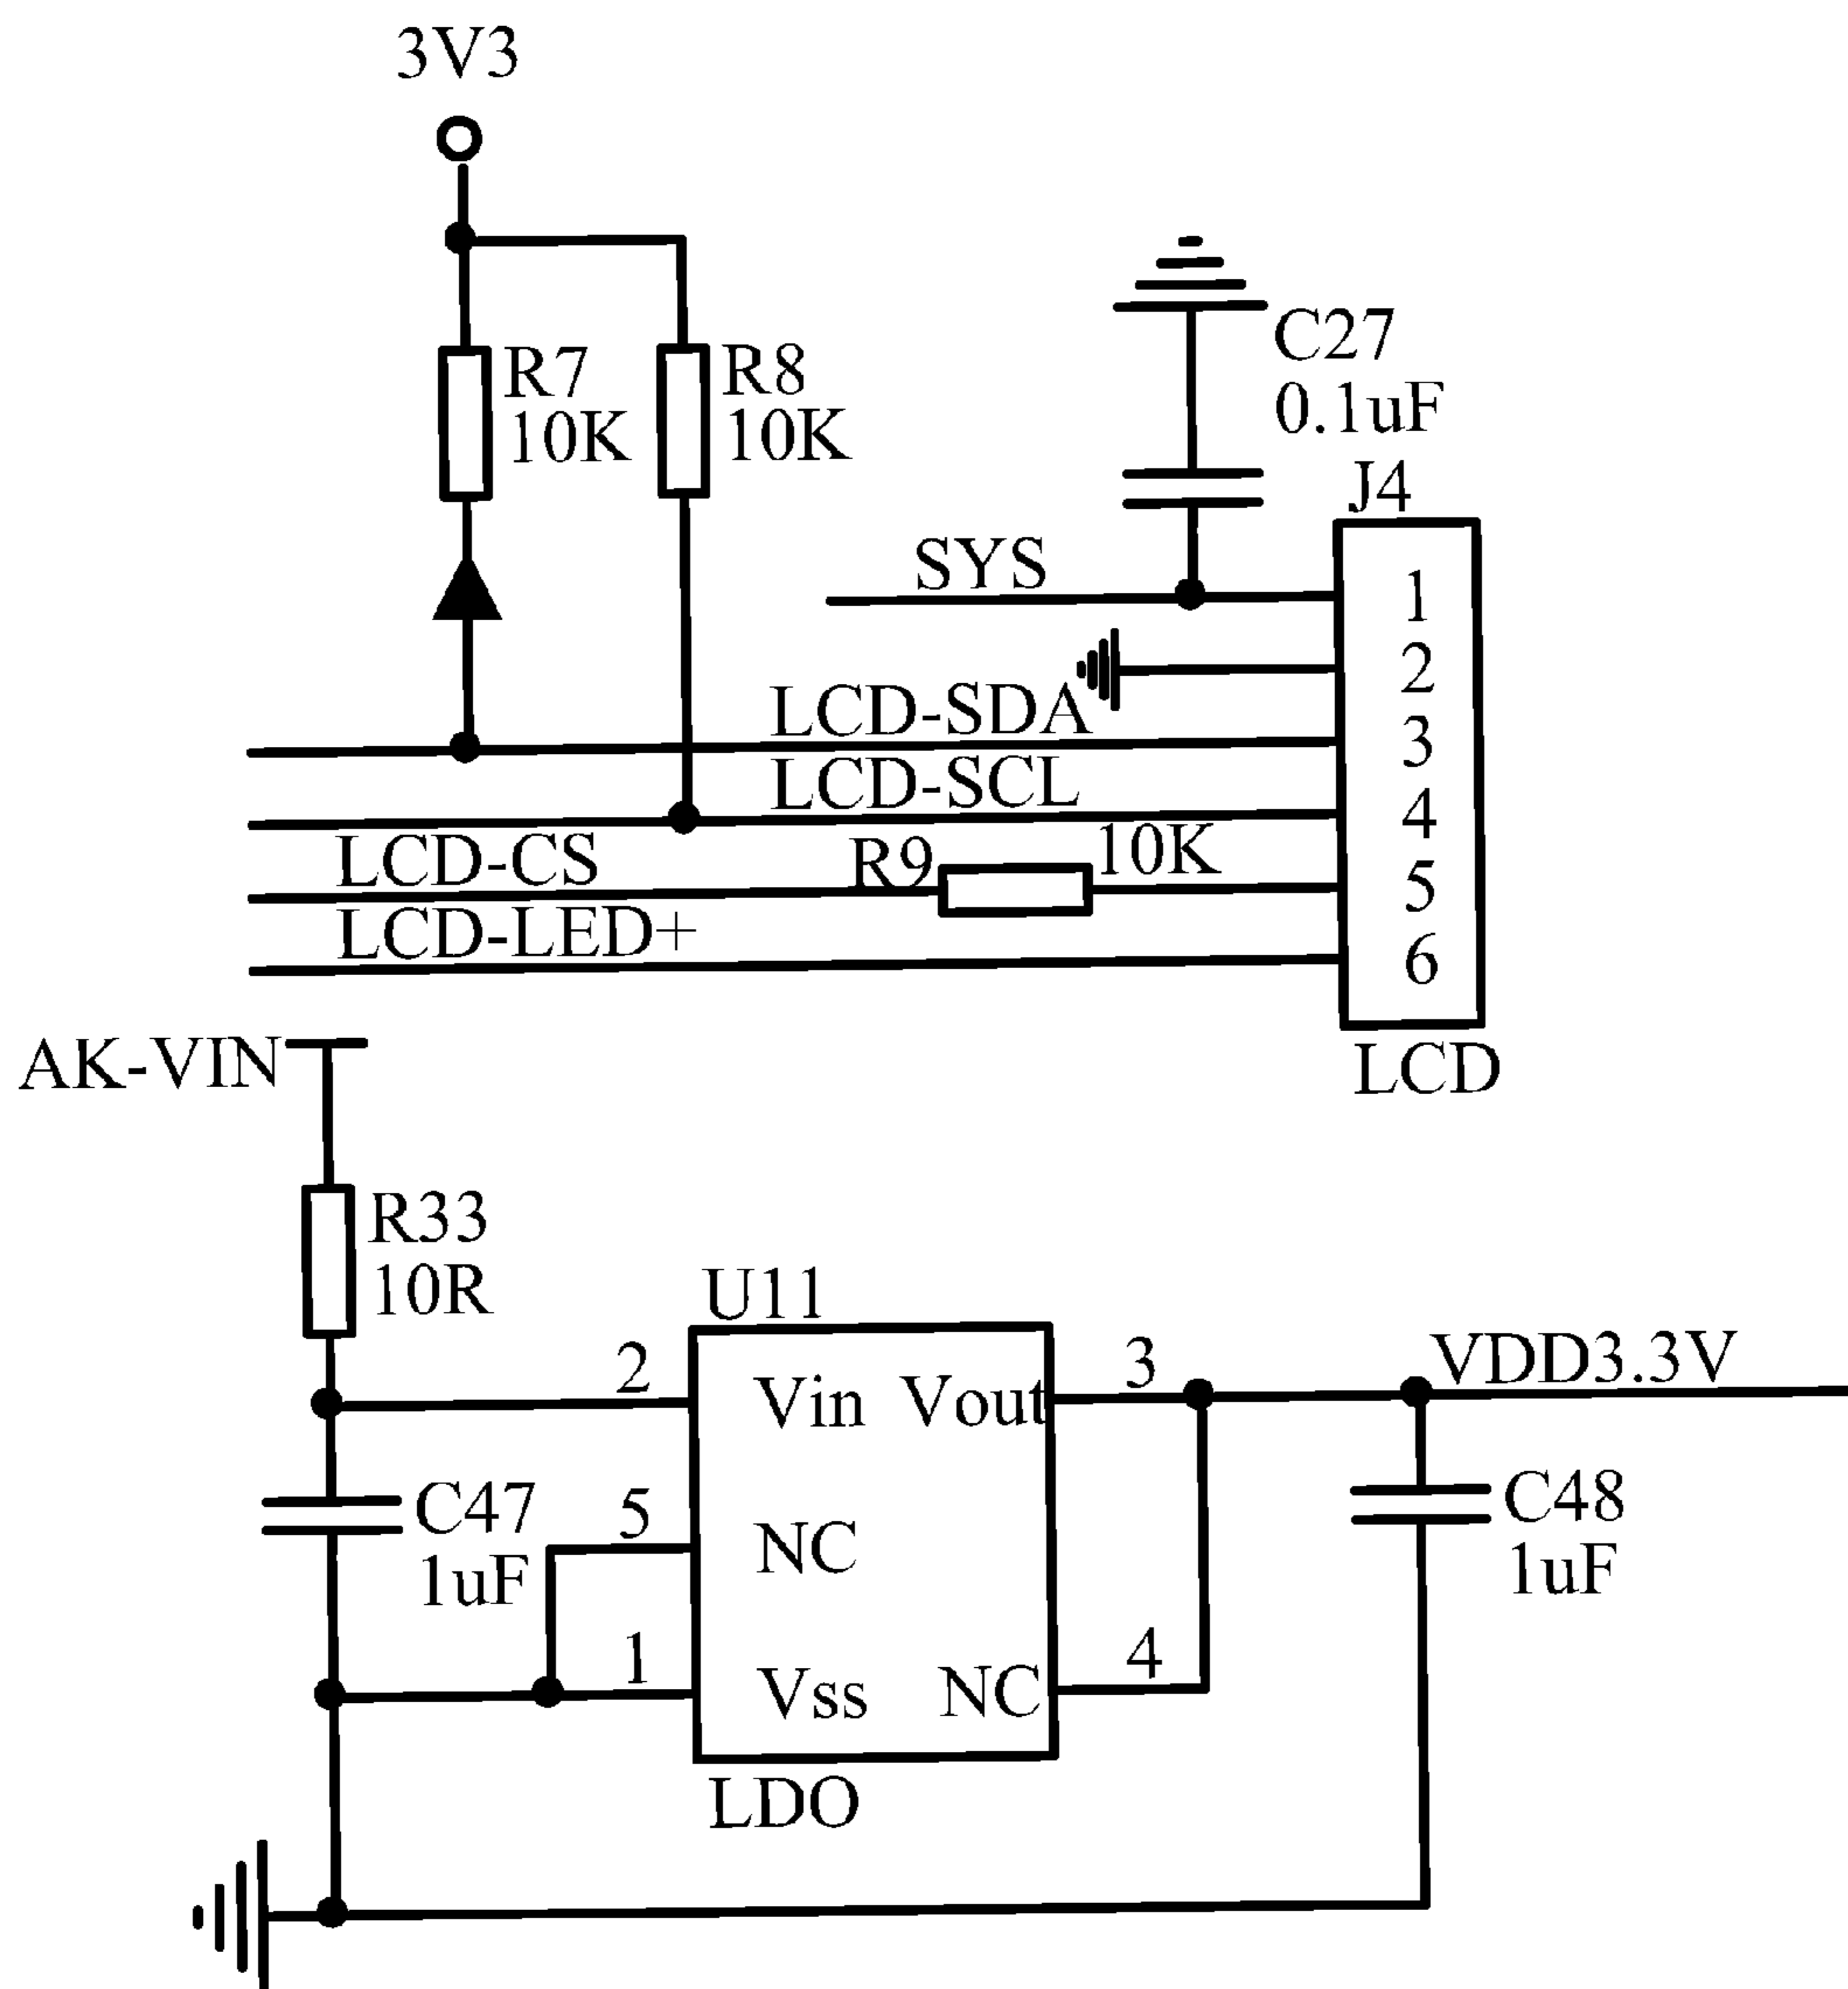 3V3
R7
10K
R8
10K
C27
0.1uF
J4
SYS
1
2
LCD-SDA
3
LCD-SCL
4
LCD-CS
R9
10K
5
LCD-LED+
6
LCD
AK-VIN
R33
10R
U11
2
Vin
Vout
3
VDD3.3V
C47
1uF
5
NC
C48
1uF
1
Vss
NC
4
LDO